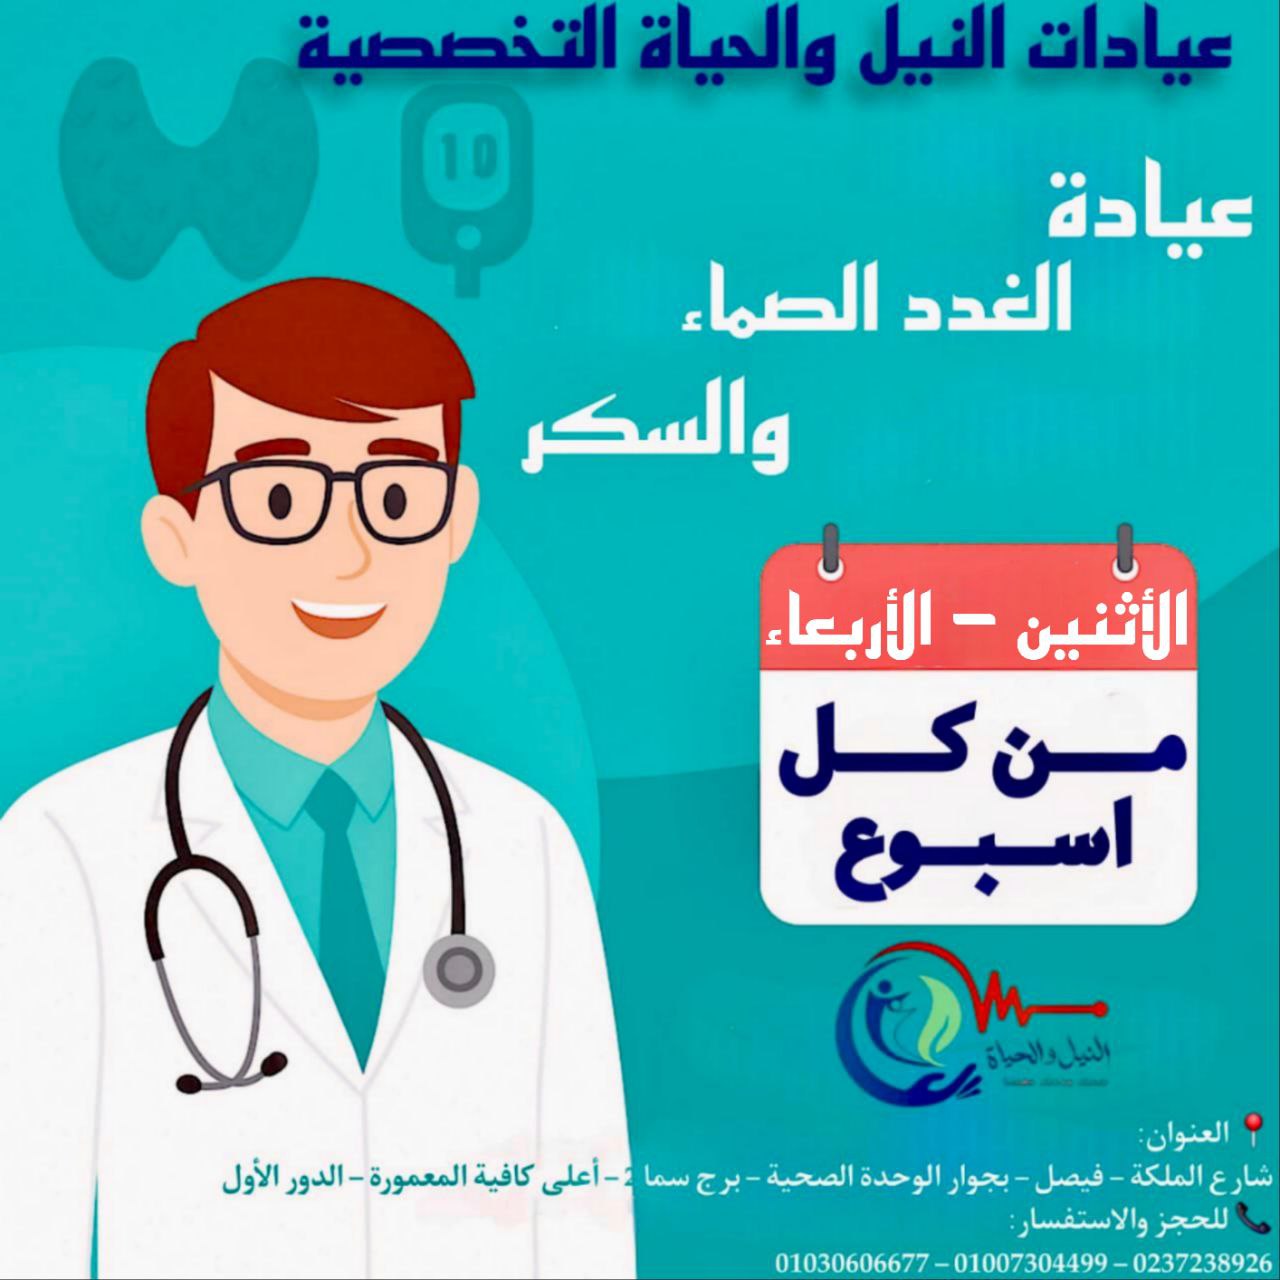 عيادات النيل والحياة التخصصية
10
عيادة
الغدد الصماء
والسكر
الأثنين - الأربعاء
من كل
اسبوع
النيل والحياة
العنوان:
شارع الملكة - فيصل - بجوار الوحدة الصحية - برج سما 2 - أعلى كافية المعمورة - الدور الأول
للحجز والاستفسار:
0237238926 - 01007304499 - 01030606677